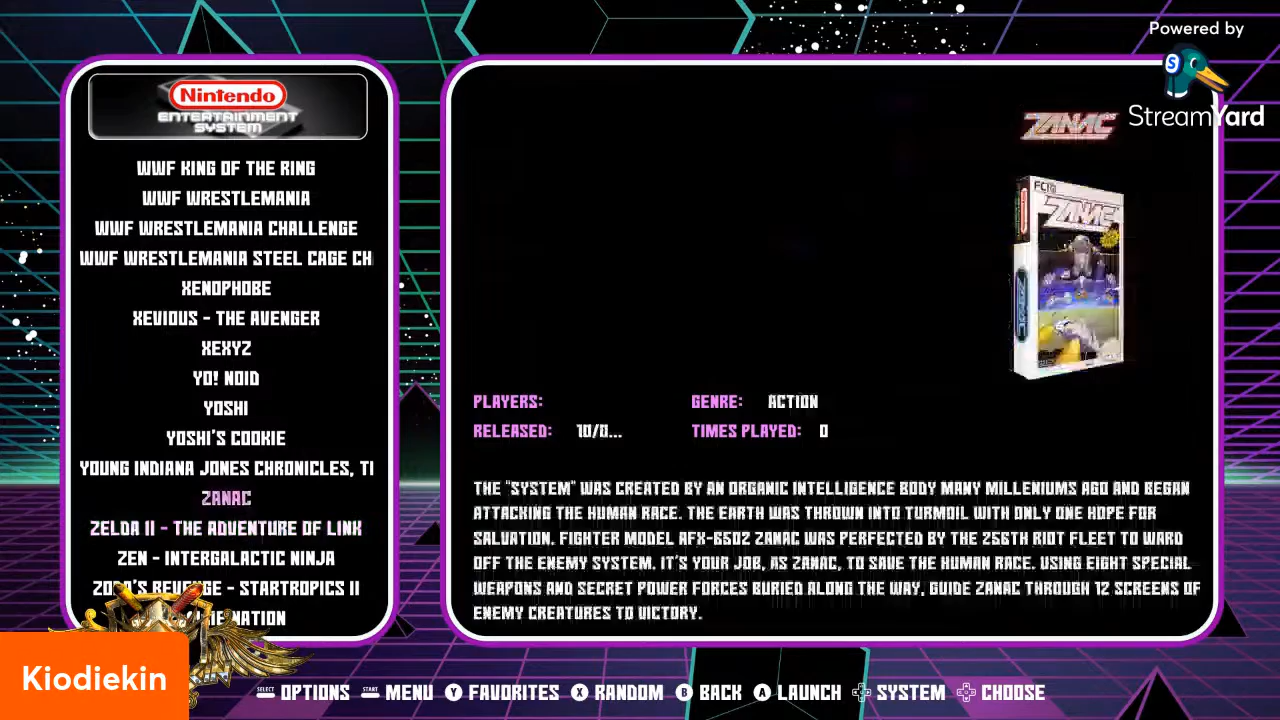 Powered by
StreamYard
Nintendo
ENTERTAINMENT
SYSTEM
WWF KING OF THE RING
WWF WRESTLEMANIA
WWF WRESTLEMANIA CHALLENGE
WWF WRESTLEMANIA STEEL CAGE CH
XENOPHOBE
XEVIOUS - THE AVENGER
XEXYZ
YO! NOID
YOSHI
YOSHI'S COOKIE
YOUNG INDIANA JONES CHRONICLES, T
ZANAC
ZELDA II - THE ADVENTURE OF LINK
ZEN - INTERGALACTIC NINJA
REVENGE - STARTROPICS II
NATION
ZANAC
FCI
ZANAC
ZANAC
PLAYERS:
GENRE: ACTION
RELEASED: 10/0...
TIMES PLAYED: 0
THE "SYSTEM" WAS CREATED BY AN ORGANIC INTELLIGENCE BODY MANY MILLENIUMS AGO AND BEGAN
ATTACKING THE HUMAN RACE. THE EARTH WAS THROWN INTO TURMOIL WITH ONLY ONE HOPE FOR
SALVATION. FIGHTER MODEL AFX-6502 ZANAC WAS PERFECTED BY THE 256TH RIOT FLEET TO WARD
OFF THE ENEMY SYSTEM. IT'S YOUR JOB, AS ZANAC, TO SAVE THE HUMAN RACE. USING EIGHT SPECIAL
WEAPONS AND SECRET POWER FORCES BURIED ALONG THE WAY, GUIDE ZANAC THROUGH 12 SCREENS OF
ENEMY CREATURES TO VICTORY.
Kiodiekin
SELECT OPTIONS START MENU Y FAVORITES X RANDOM B BACK A LAUNCH SYSTEM CHOOSE